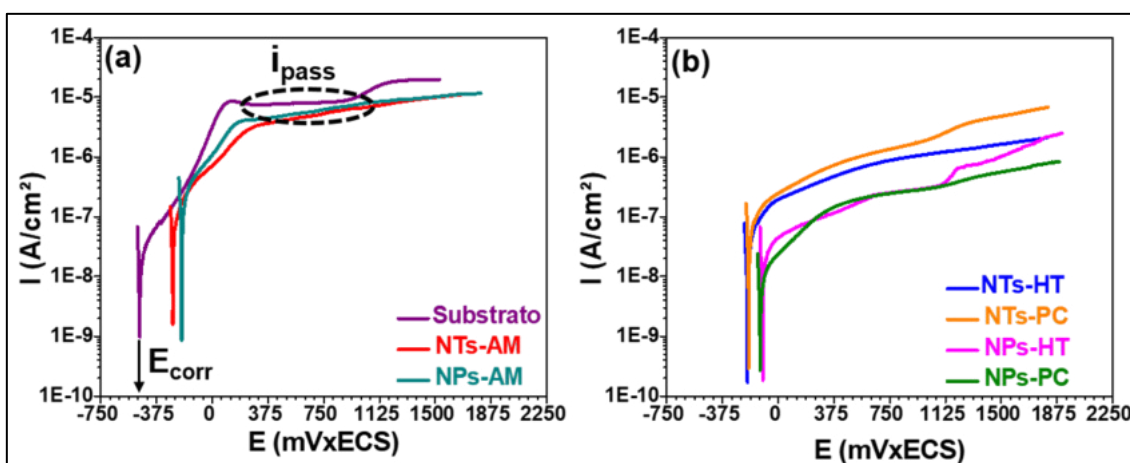 (a)
i pass
1E-4
1E-5
1E-6
1E-7
1E-8
1E-9
1E-10
I (A/cm²)
Ecorr
Substrato
NTs-AM
NPs-AM
-750 -375 0 375 750 1125 1500 1875 2250
E (mVxECS)
(b)
1E-4
1E-5
1E-6
1E-7
1E-8
1E-9
1E-10
I (A/cm²)
NTs-HT
NTs-PC
NPs-HT
NPs-PC
-750 -375 0 375 750 1125 1500 1875 2250
E (mVxECS)